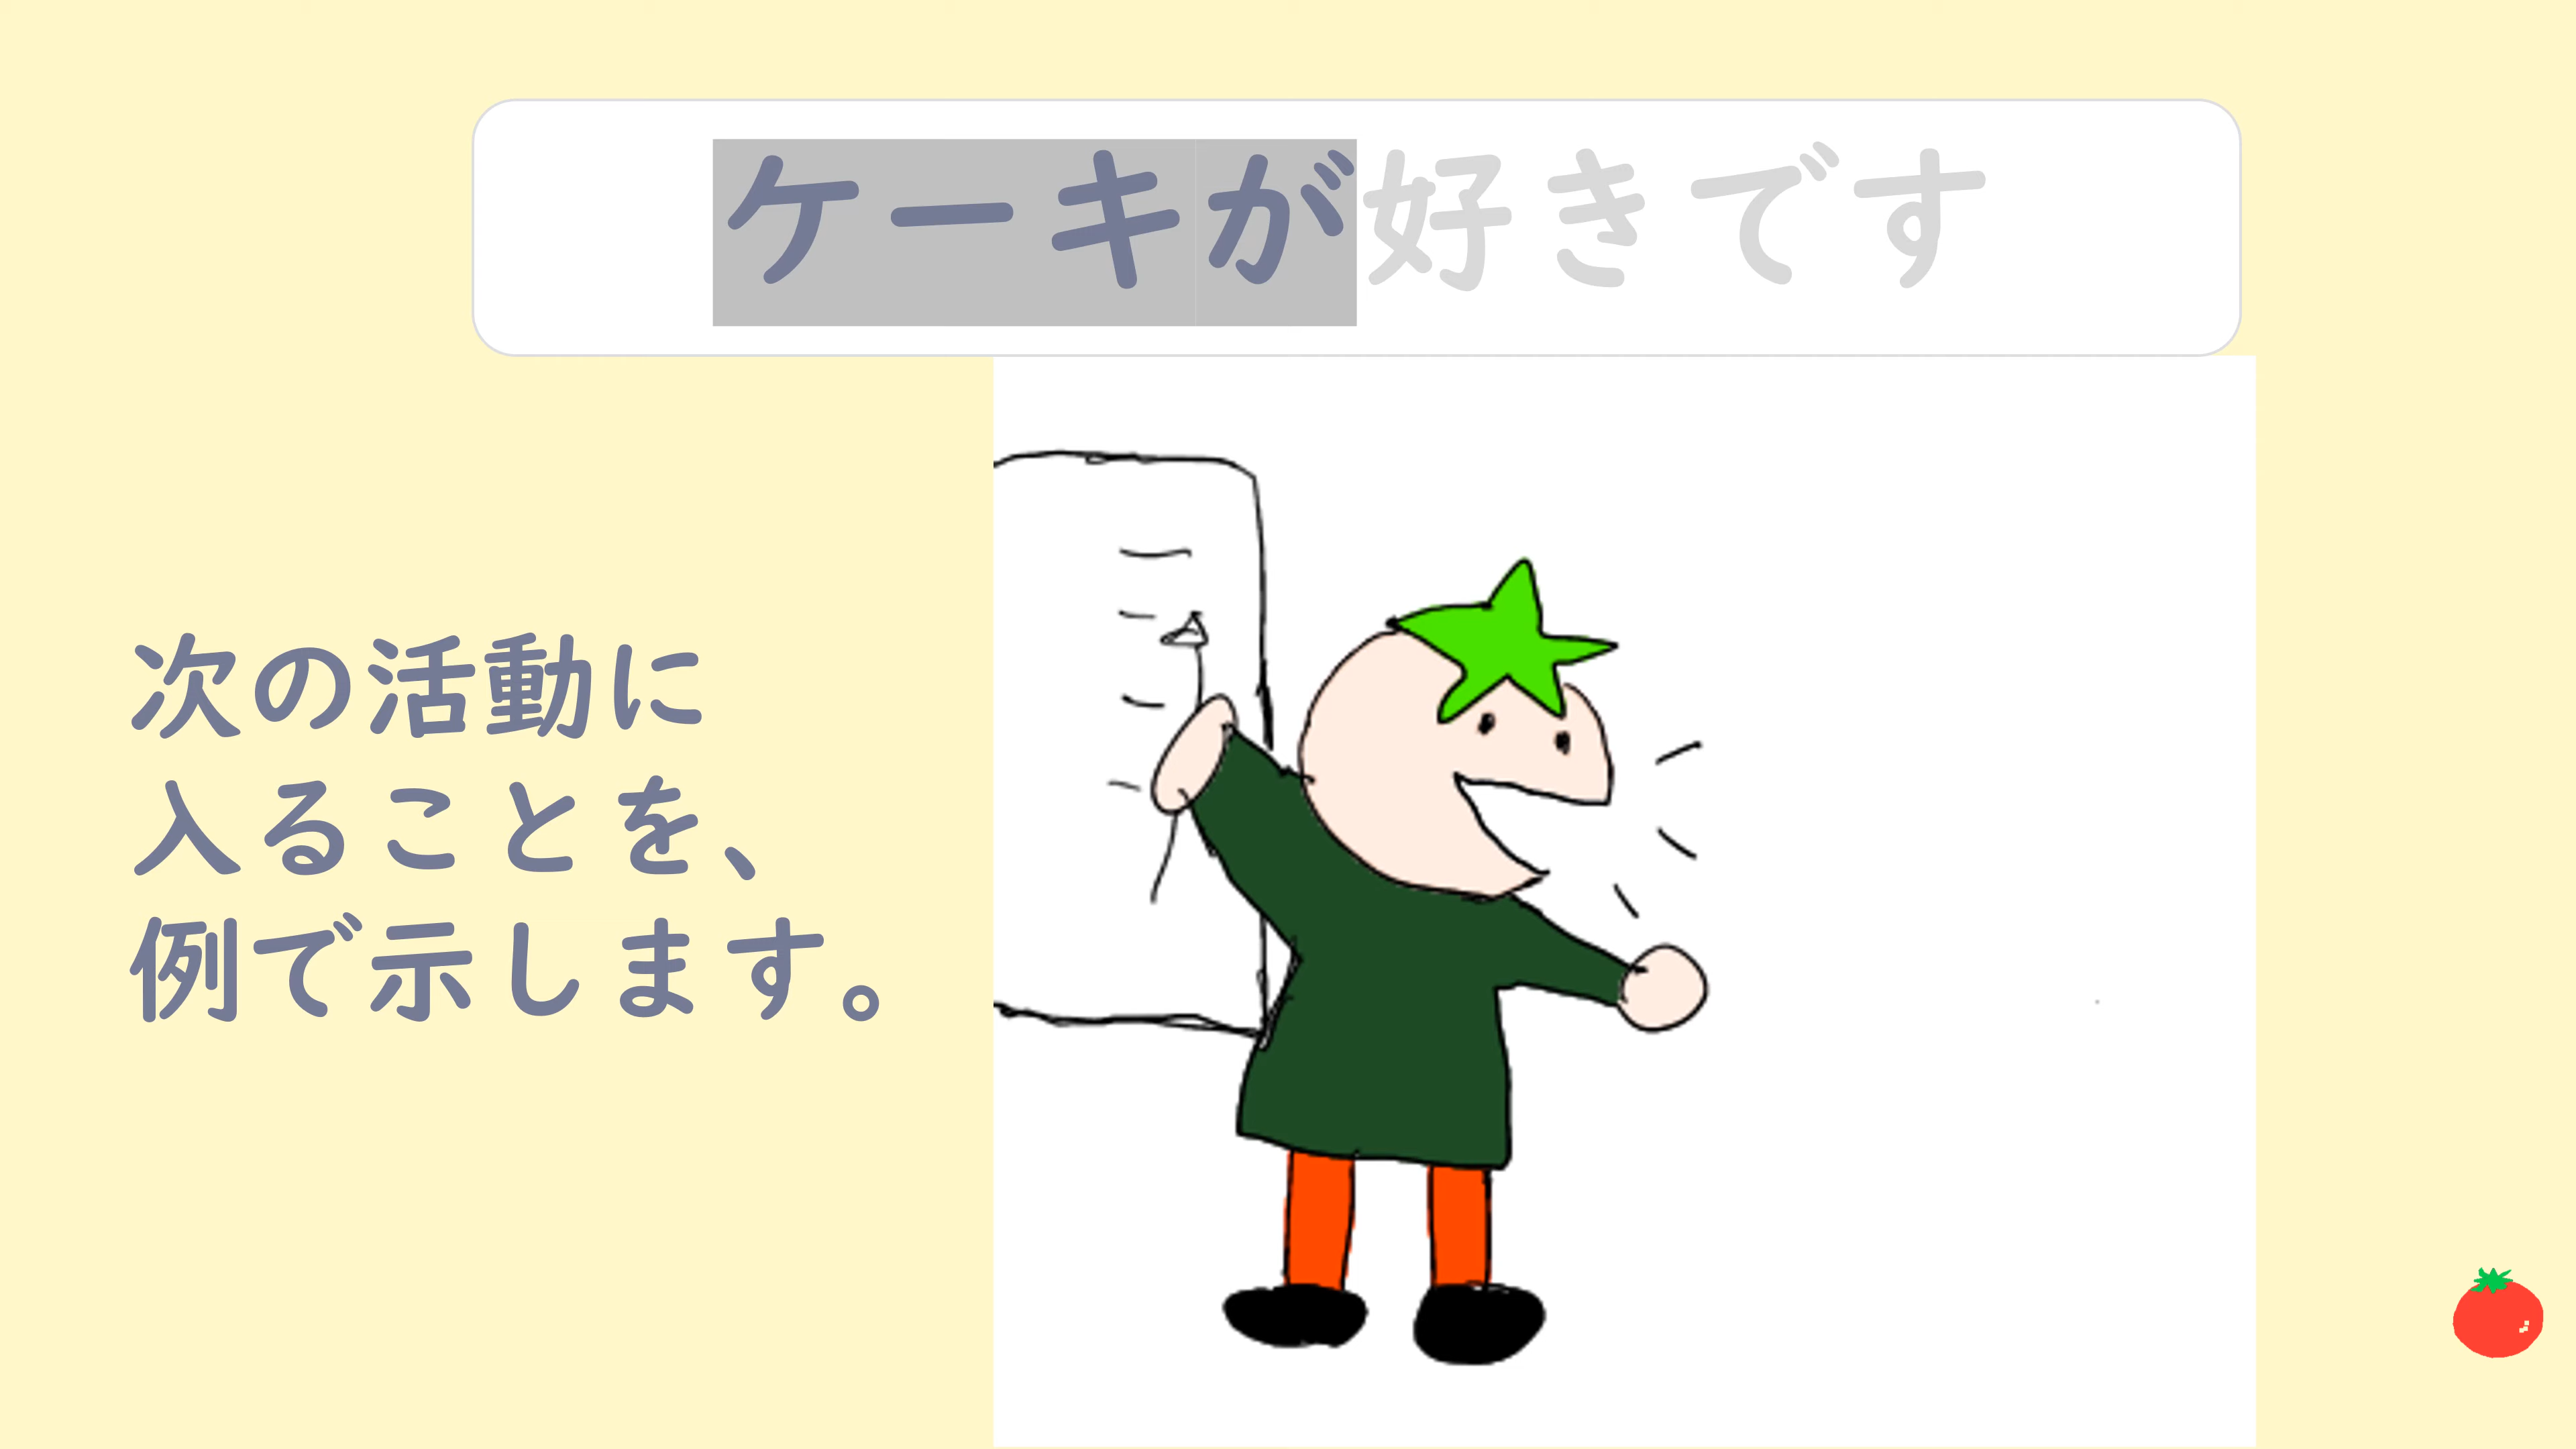 ケーキが好きです
次の活動に
入ることを、
例で示します。